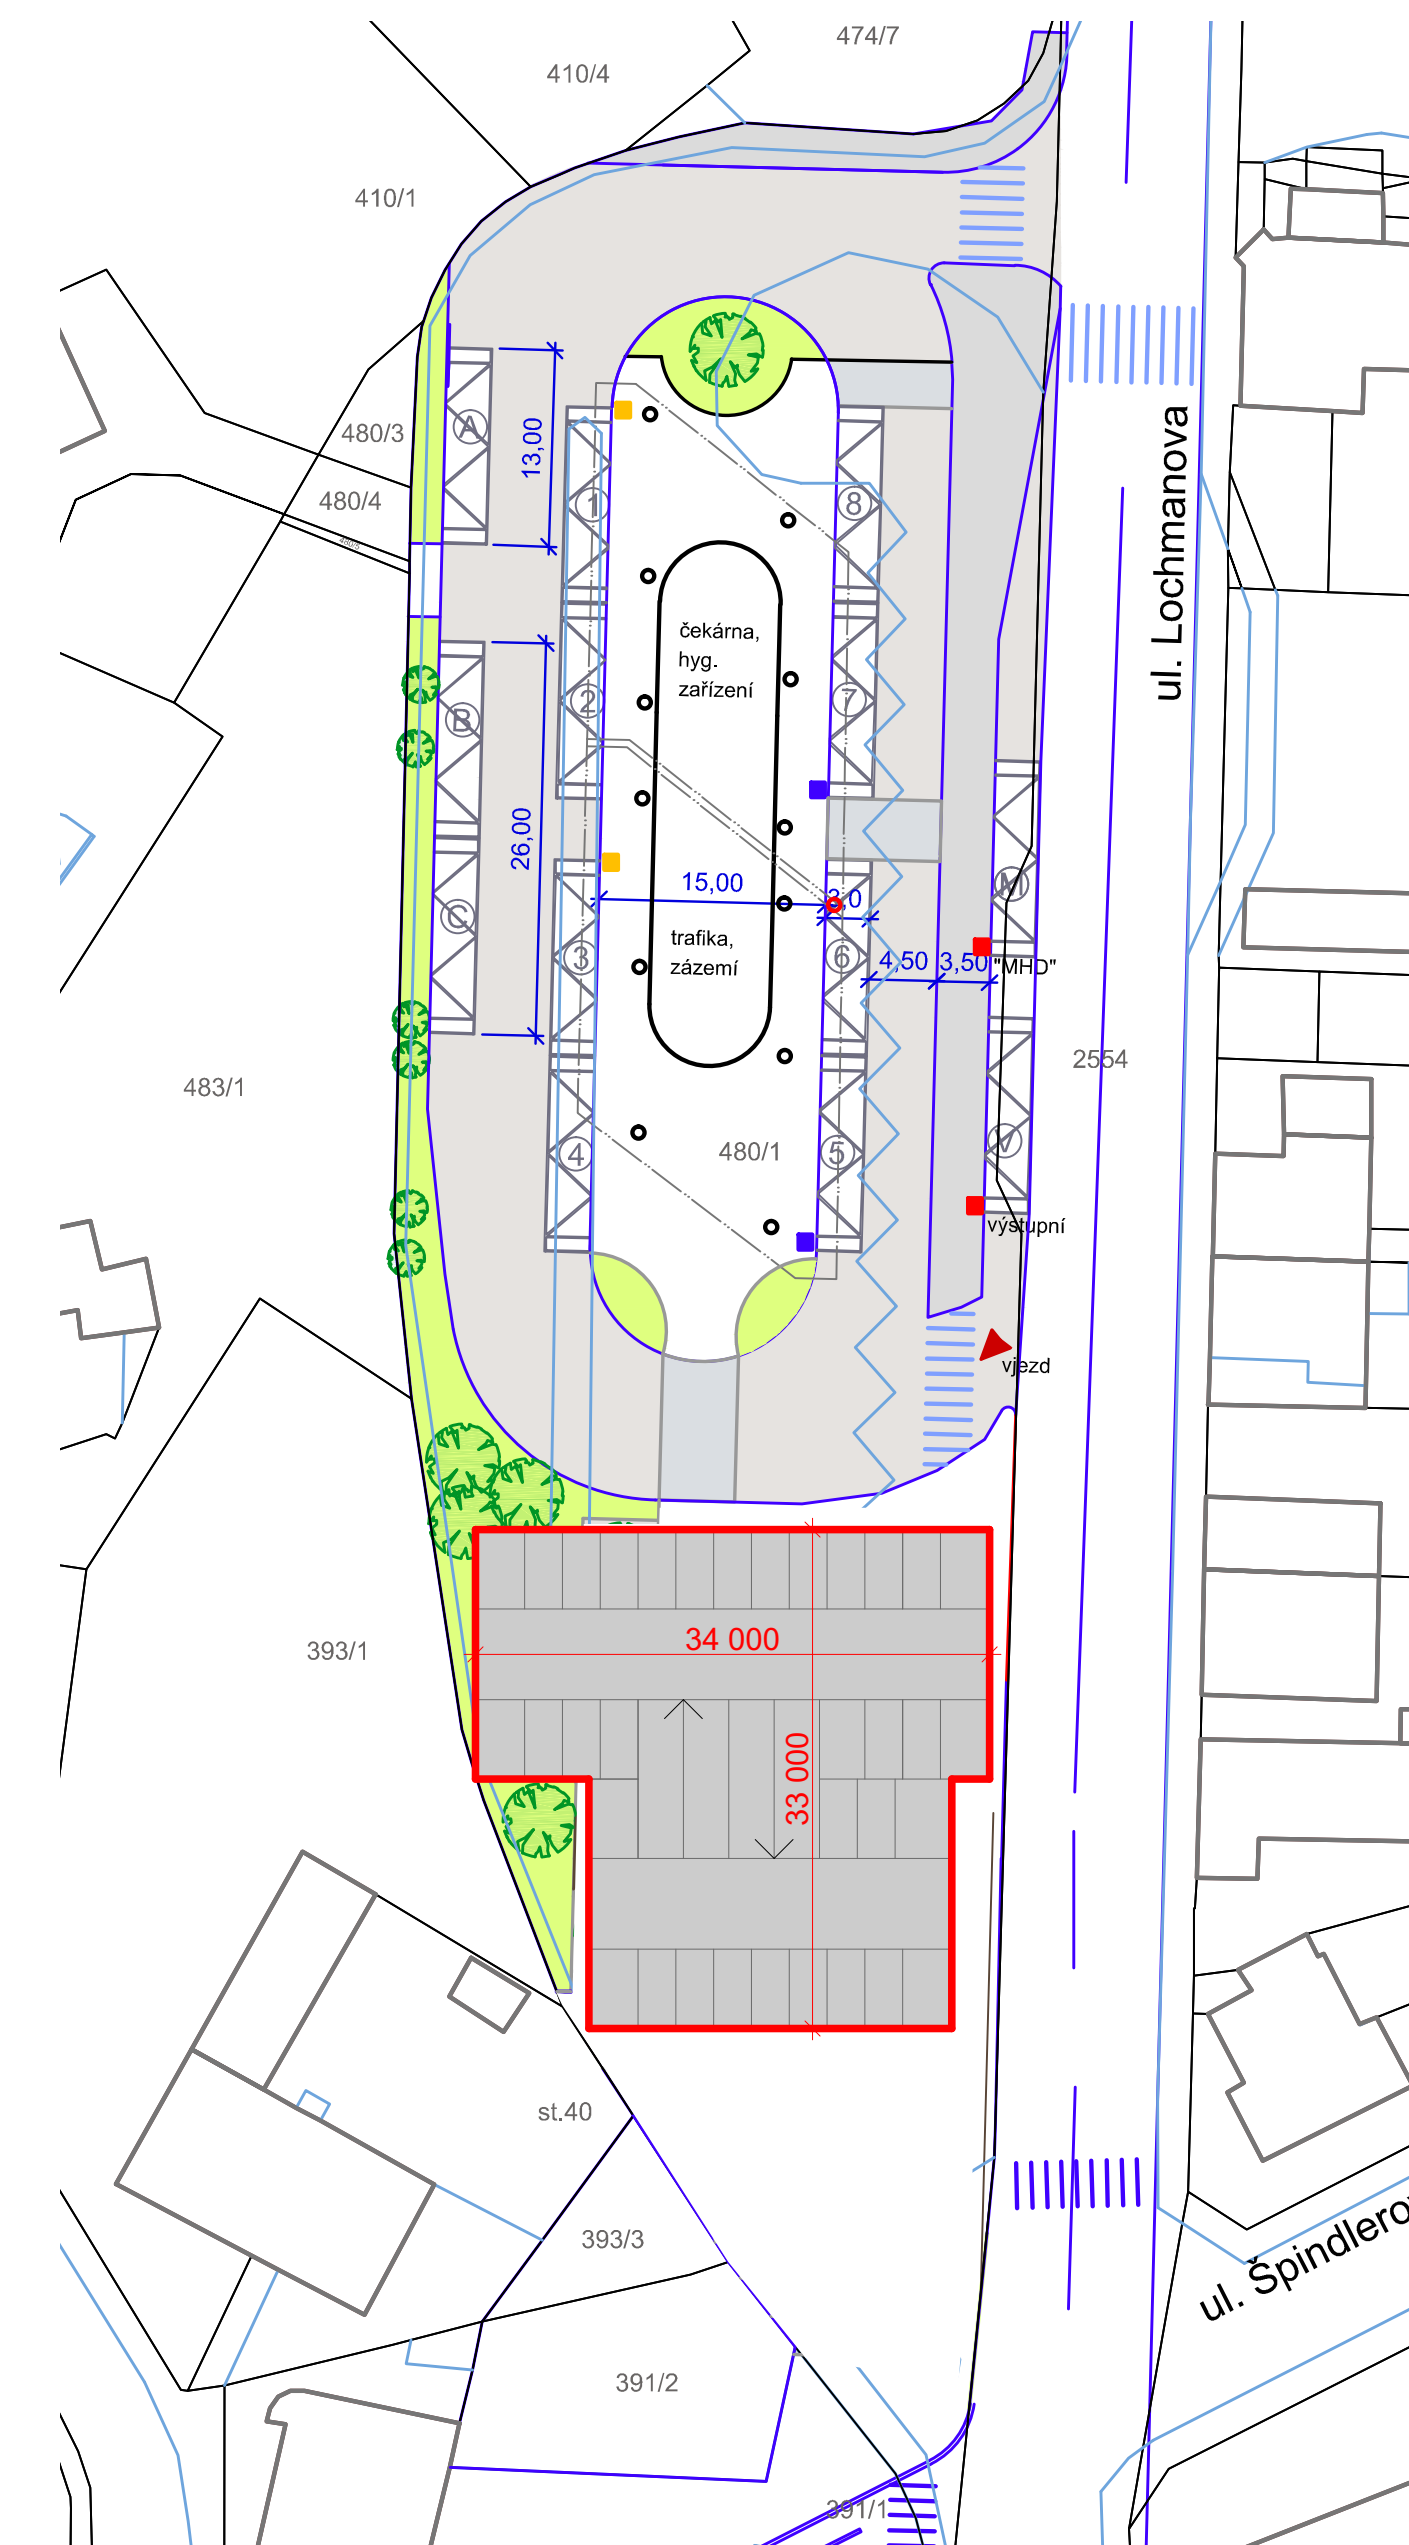 474/7
410/4
410/1
480/3
480/4
480/5
A
13,00
1
8
ul. Lochmanova
čekárna,
hyg.
zařízení
B
2
7
26,00
C
15,00
3,0
M
trafika,
zázemí
3
6
4,50
3,50
"MHD"
2554
483/1
480/1
4
5
V
výstupní
vjezd
34 000
393/1
33 000
st.40
393/3
ul. Špindlero
391/2
391/1